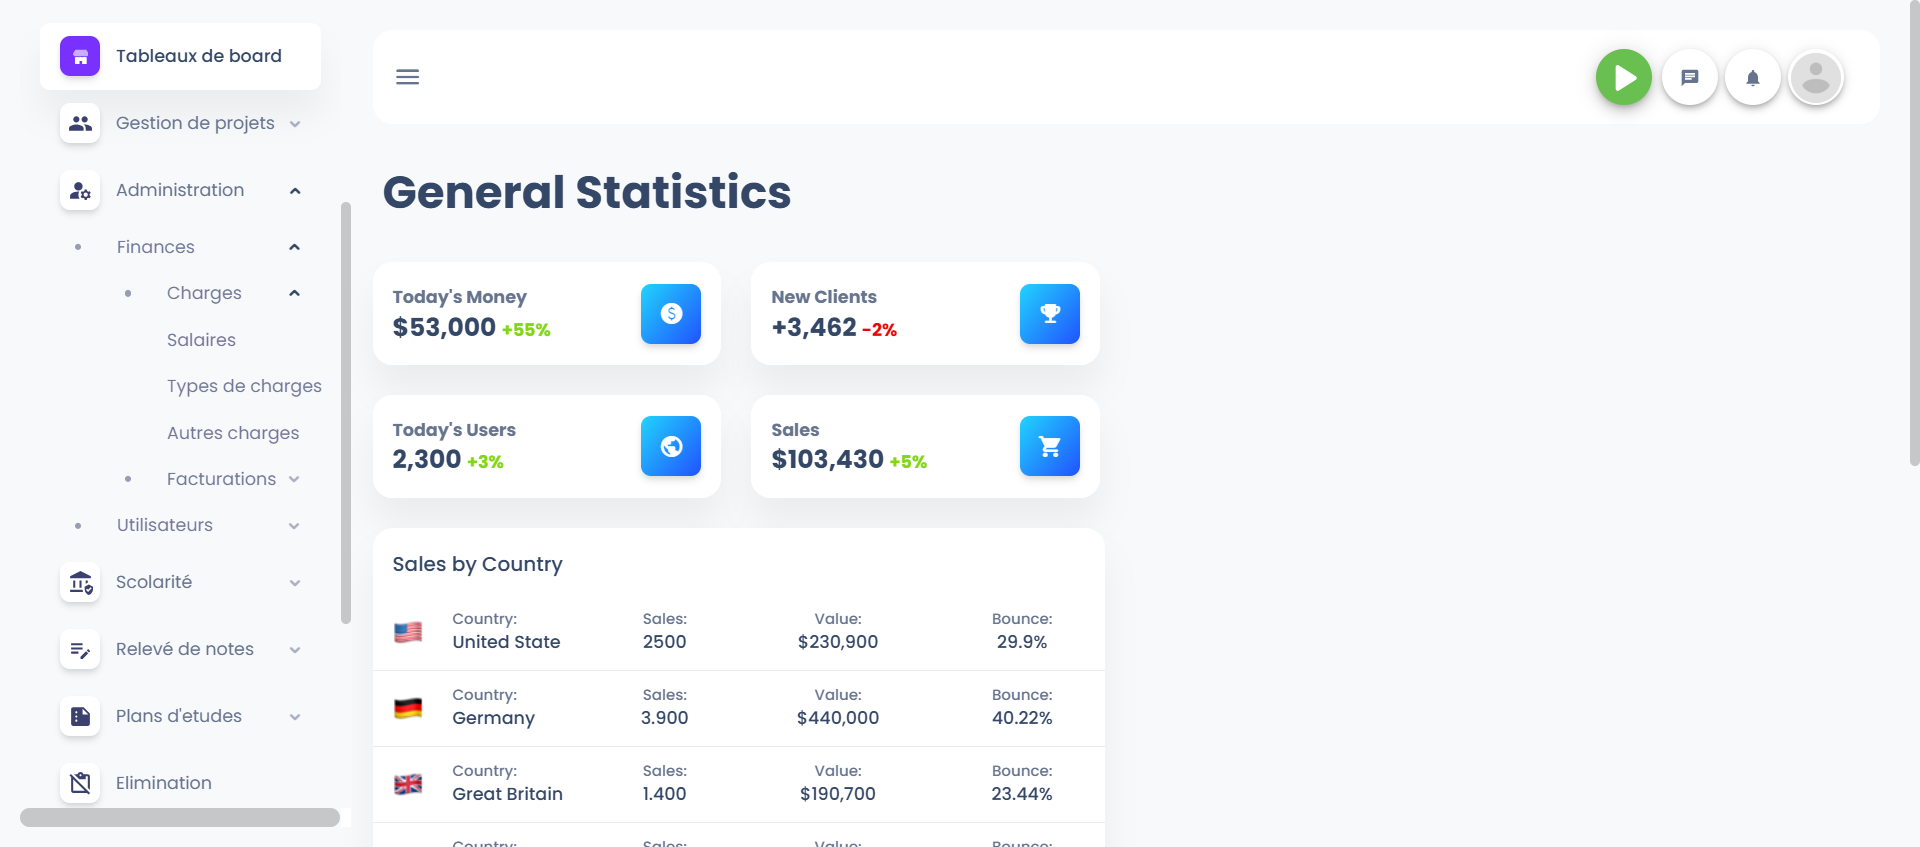 Tableaux de board
Gestion de projets
Administration
Finances
Charges
Salaires
Types de charges
Autres charges
Facturations
Utilisateurs
Scolarité
Relevé de notes
Plans d'etudes
Elimination
General Statistics
Today's Money
$53,000 +55%
New Clients
+3,462 -2%
Today's Users
2,300 +3%
Sales
$103,430 +5%
Sales by Country
Country: Sales: Value: Bounce:
United State 2500 $230,900 29.9%
Country: Sales: Value: Bounce:
Germany 3.900 $440,000 40.22%
Country: Sales: Value: Bounce:
Great Britain 1.400 $190,700 23.44%
Country: Sales: Value: Bounce: